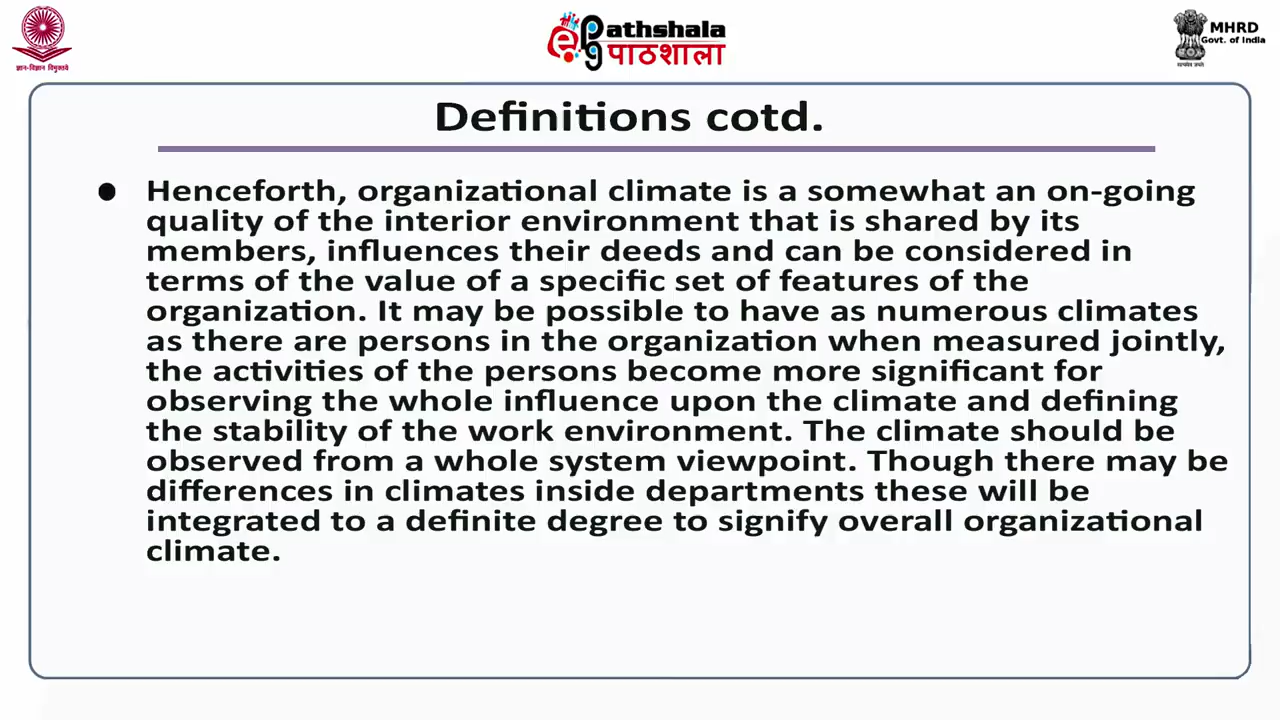 ज्ञान-विज्ञान विमुक्तये
ePathshala
पाठशाला
MHRD
Govt. of India
सत्यमेव जयते
Definitions cotd.
● Henceforth, organizational climate is a somewhat an on-going
quality of the interior environment that is shared by its
members, influences their deeds and can be considered in
terms of the value of a specific set of features of the
organization. It may be possible to have as numerous climates
as there are persons in the organization when measured jointly,
the activities of the persons become more significant for
observing the whole influence upon the climate and defining
the stability of the work environment. The climate should be
observed from a whole system viewpoint. Though there may be
differences in climates inside departments these will be
integrated to a definite degree to signify overall organizational
climate.